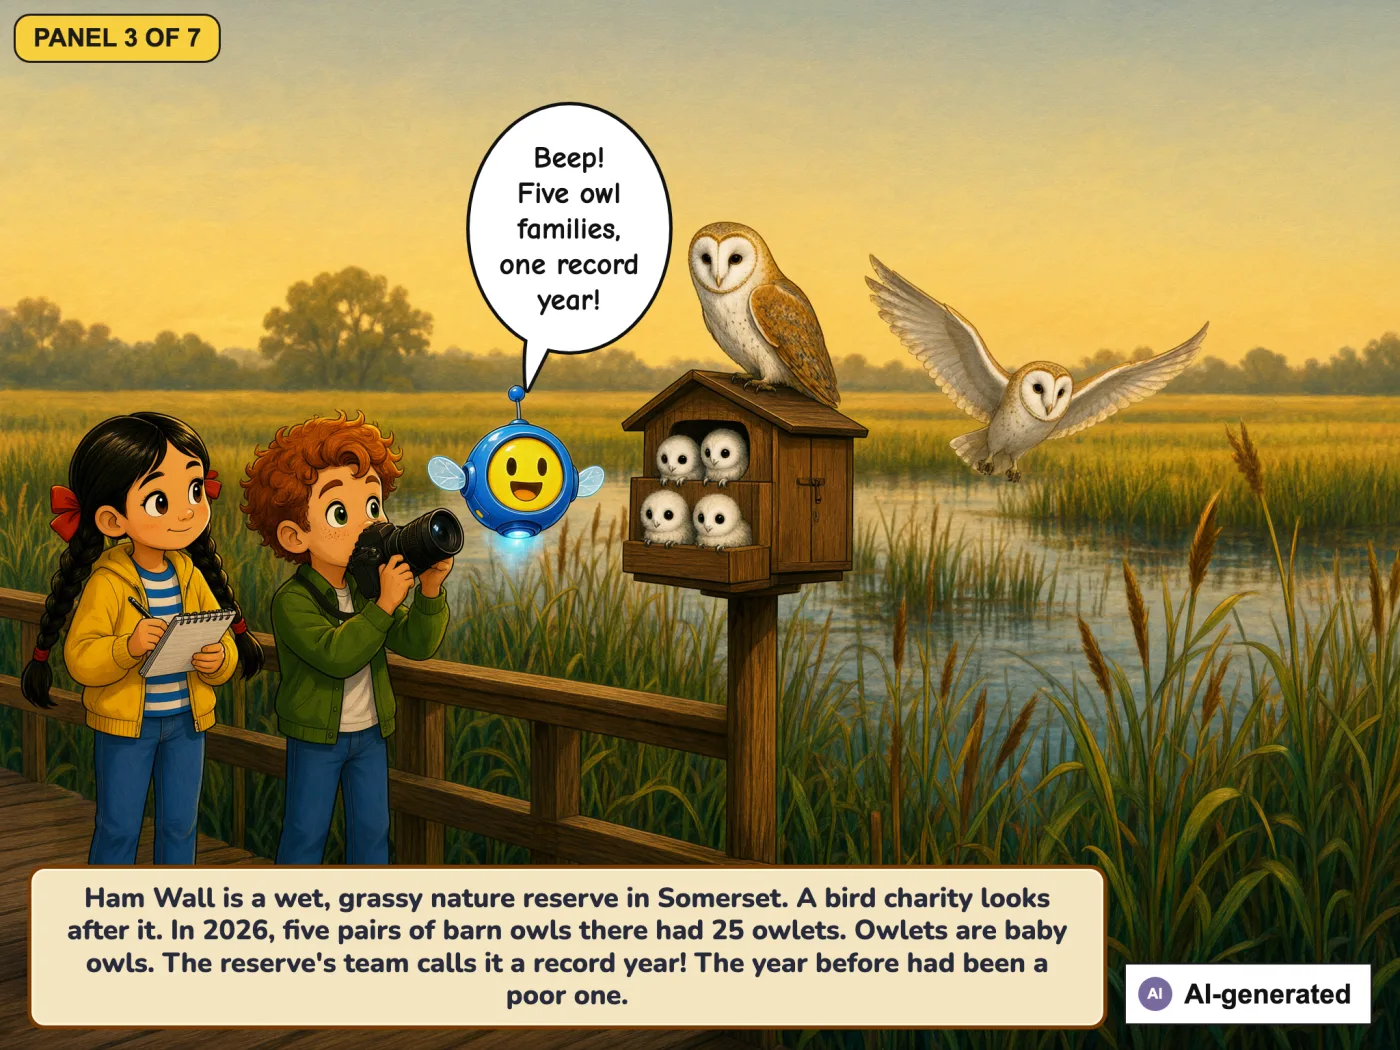 PANEL 3 OF 7
Beep!
Five owl
families,
one record
year!
Ham Wall is a wet, grassy nature reserve in Somerset. A bird charity looks
after it. In 2026, five pairs of barn owls there had 25 owlets. Owlets are baby
owls. The reserve's team calls it a record year! The year before had been a
poor one.
AI AI-generated